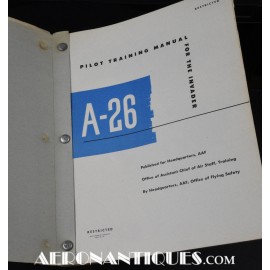 RESTRICTED
PILOT TRAINING MANUAL
FOR THE INVADER
A-26
Published for Headquarters, AAF
Office of Assistant Chief of Air Staff, Training
By Headquarters, AAF, Office of Flying Safety
RESTRICTED
AERONANTIQUES.COM